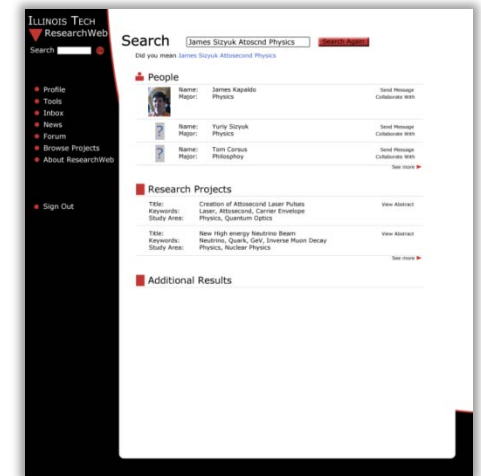 ILLINOIS TECH
ResearchWeb
Search
Profile
Tools
Inbox
News
Forum
Browse Projects
About ResearchWeb
Sign Out
Search James Sizyuk Atoscnd Physics Search Again
Did you mean James Sizyuk Attosecond Physics
People
Name: James Kapaldo Send Message
Major: Physics Collaborate With
Name: Yuriy Sizyuk Send Message
Major: Physics Collaborate With
Name: Tom Corsus Send Message
Major: Philosphoy Collaborate With
See more
Research Projects
Title: Creation of Attosecond Laser Pulses View Abstract
Keywords: Laser, Attosecond, Carrier Envelope
Study Area: Physics, Quantum Optics
Title: New High energy Neutrino Beam View Abstract
Keywords: Neutrino, Quark, GeV, Inverse Muon Decay
Study Area: Physics, Nuclear Physics
See more
Additional Results